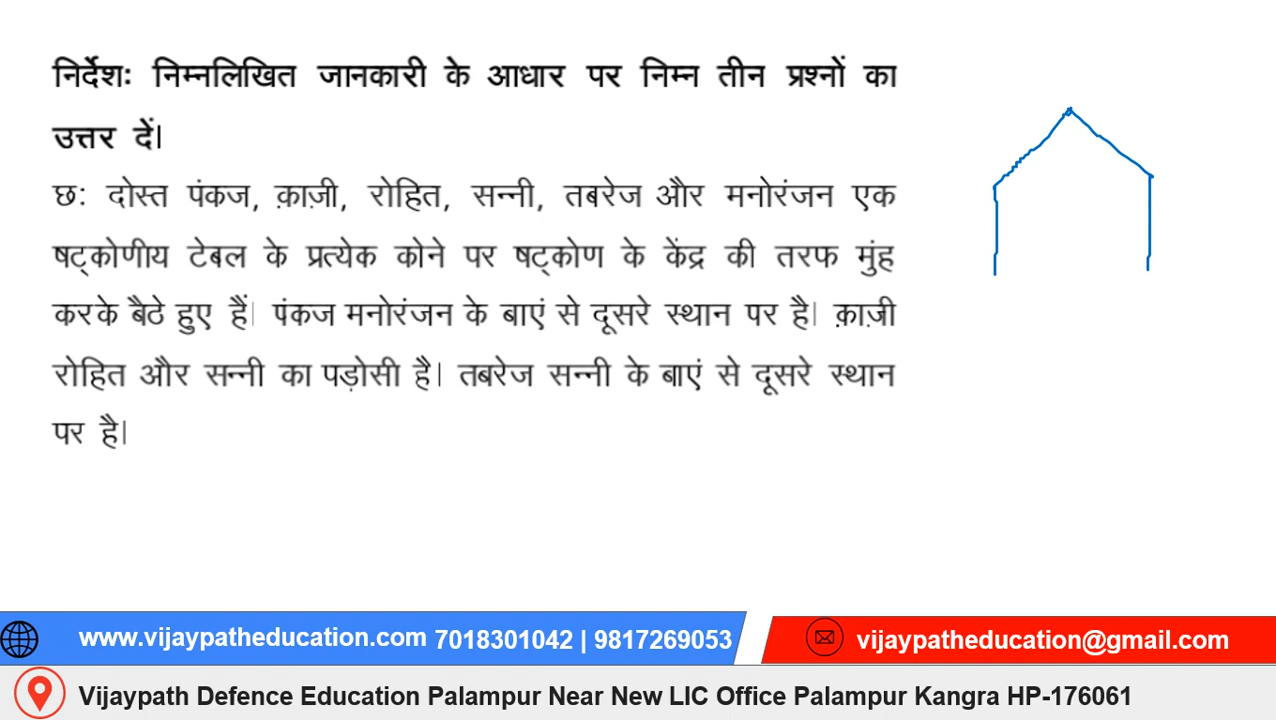 निर्देशः निम्नलिखित जानकारी के आधार पर निम्न तीन प्रश्नों का
उत्तर दें।
छः दोस्त पंकज, क़ाज़ी, रोहित, सन्नी, तबरेज और मनोरंजन एक
षट्कोणीय टेबल के प्रत्येक कोने पर षट्कोण के केंद्र की तरफ मुंह
करके बैठे हुए हैं। पंकज मनोरंजन के बाएं से दूसरे स्थान पर है। क़ाज़ी
रोहित और सन्नी का पड़ोसी है। तबरेज सन्नी के बाएं से दूसरे स्थान
पर है।
www.vijaypatheducation.com 7018301042 | 9817269053
vijaypatheducation@gmail.com
Vijaypath Defence Education Palampur Near New LIC Office Palampur Kangra HP-176061